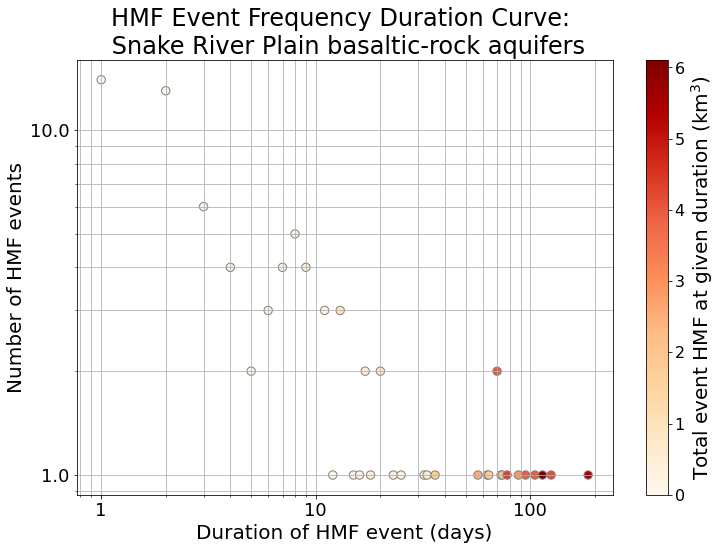 HMF Event Frequency Duration Curve:
Snake River Plain basaltic-rock aquifers
Number of HMF events
10.0
1.0
1
10
100
Duration of HMF event (days)
6
5
4
3
2
1
0
Total event HMF at given duration (km³)